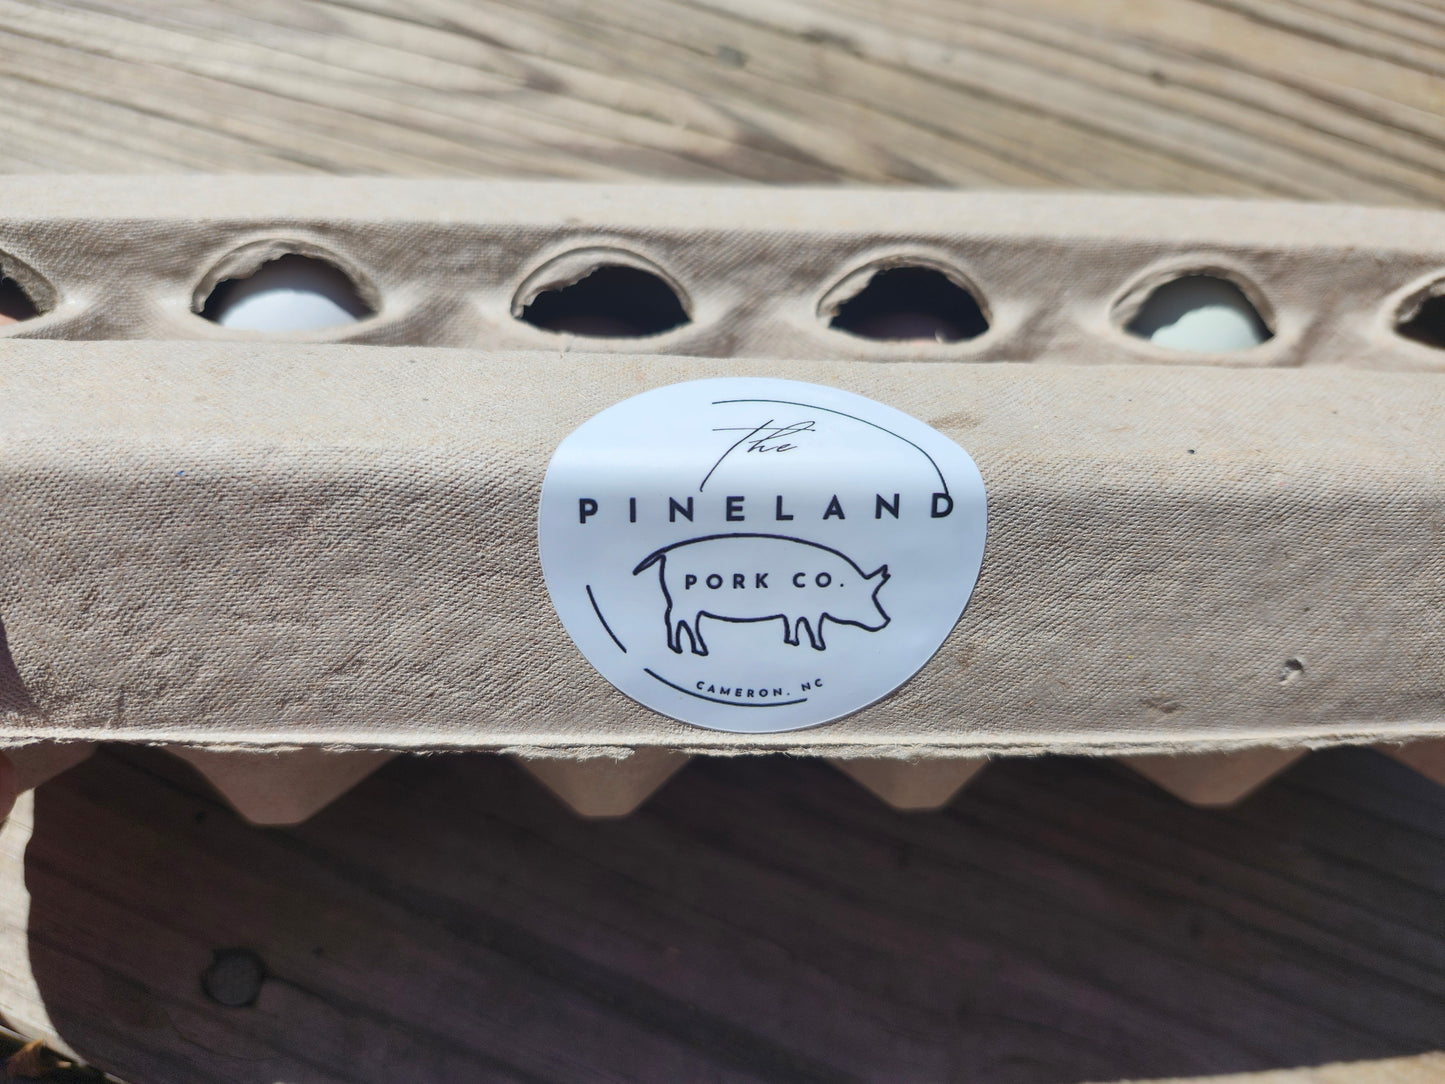 The
PINELAND
PORK CO.
CAMERON, NC